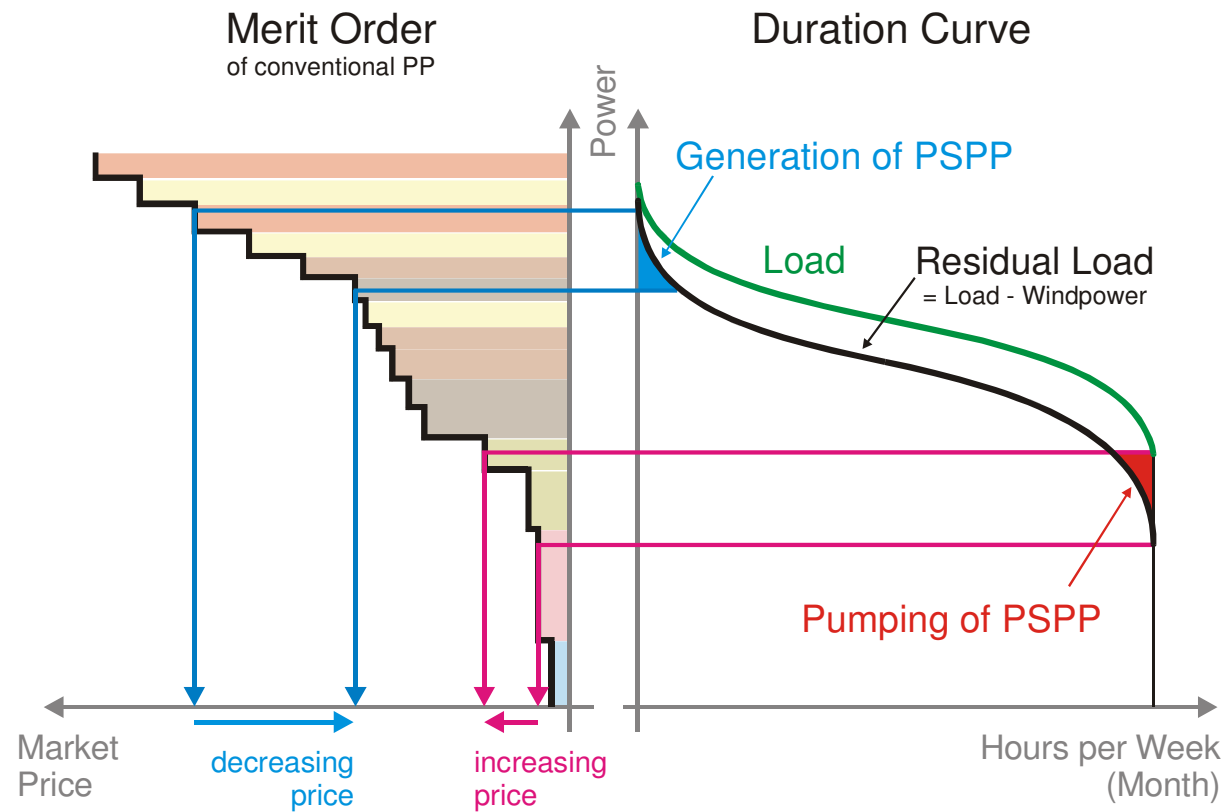 Merit Order
of conventional PP
Duration Curve
Power
Generation of PSPP
Load
Residual Load
= Load - Windpower
Pumping of PSPP
Market
Price
decreasing
price
increasing
price
Hours per Week
(Month)